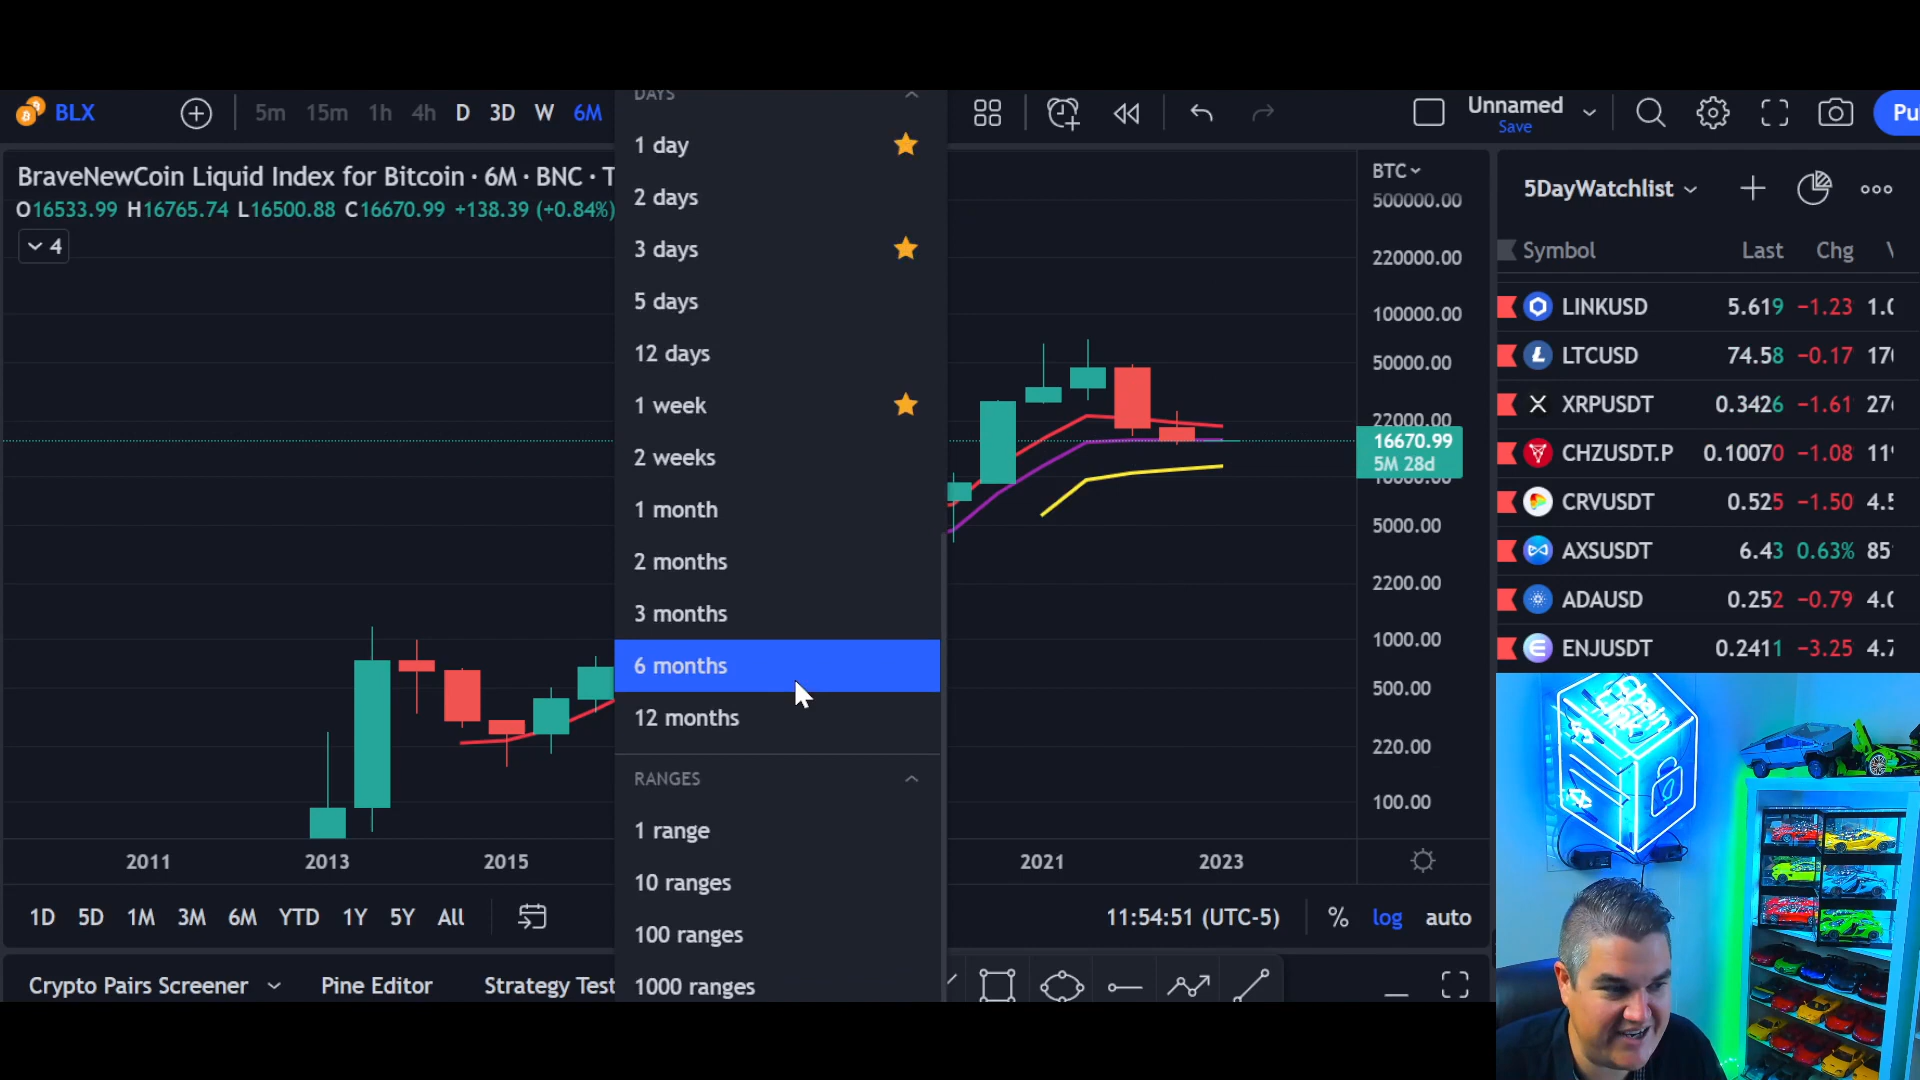 BLX
5m 15m 1h 4h D 3D W 6M
Unnamed
Save
BraveNewCoin Liquid Index for Bitcoin · 6M · BNC · T
O16533.99 H16765.74 L16500.88 C16670.99 +138.39 (+0.84%)
4
DAYS
1 day
2 days
3 days
5 days
12 days
1 week
2 weeks
1 month
2 months
3 months
6 months
12 months
RANGES
1 range
10 ranges
100 ranges
1000 ranges
BTC
500000.00
220000.00
100000.00
50000.00
22000.00
16670.99
5M 28d
5000.00
2200.00
1000.00
500.00
220.00
100.00
2011 2013 2015 2021 2023
1D 5D 1M 3M 6M YTD 1Y 5Y All
11:54:51 (UTC-5) % log auto
Crypto Pairs Screener Pine Editor
5DayWatchlist
Symbol Last Chg
LINKUSD 5.619 −1.23
LTCUSD 74.58 −0.17
XRPUSDT 0.3426 −1.61
CHZUSDT.P 0.10070 −1.08
CRVUSDT 0.525 −1.50
AXSUSDT 6.43 0.63%
ADAUSD 0.252 −0.79
ENJUSDT 0.2411 −3.25